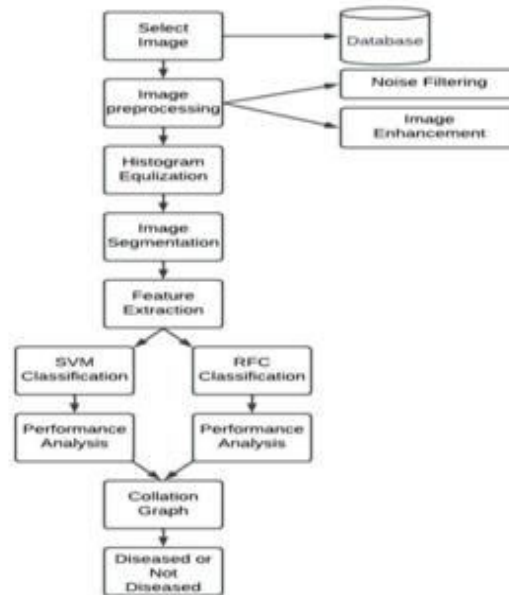 Select
Image
Database
Image
preprocessing
Noise Filtering
Image
Enhancement
Histogram
Equlization
Image
Segmentation
Feature
Extraction
SVM
Classification
RFC
Classification
Performance
Analysis
Performance
Analysis
Collation
Graph
Diseased or
Not
Diseased